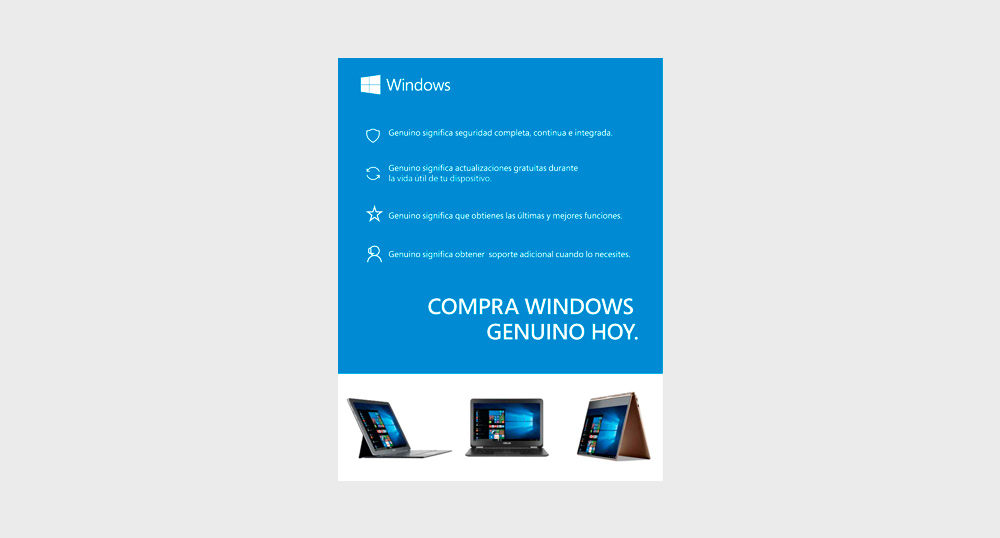 Windows
Genuino significa seguridad completa, continua e integrada.
Genuino significa actualizaciones gratuitas durante
la vida útil de tu dispositivo.
Genuino significa que obtienes las últimas y mejores funciones.
Genuino significa obtener soporte adicional cuando lo necesites.
COMPRA WINDOWS
GENUINO HOY.